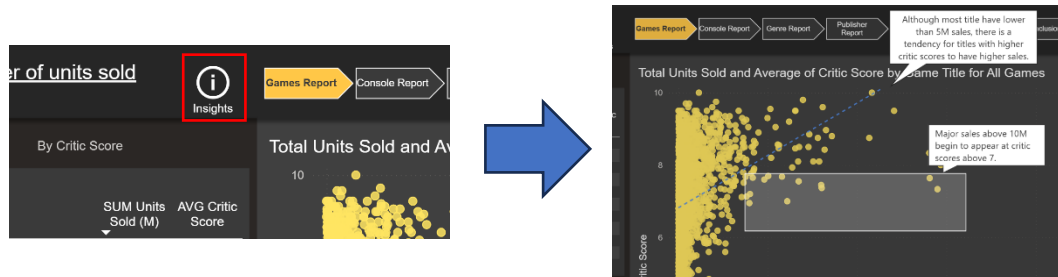 er of units sold
Insights
Games Report
Console Report
By Critic Score
Total Units Sold and Av
10
SUM Units
Sold (M)
AVG Critic
Score
Games Report
Console Report
Genre Report
Publisher
Report
clusio
Although most title have lower
than 5M sales, there is a
tendency for titles with higher
critic scores to have higher sales.
Total Units Sold and Average of Critic Score by Game Title for All Games
10
Major sales above 10M
begin to appear at critic
scores above 7.
8
6
tic Score